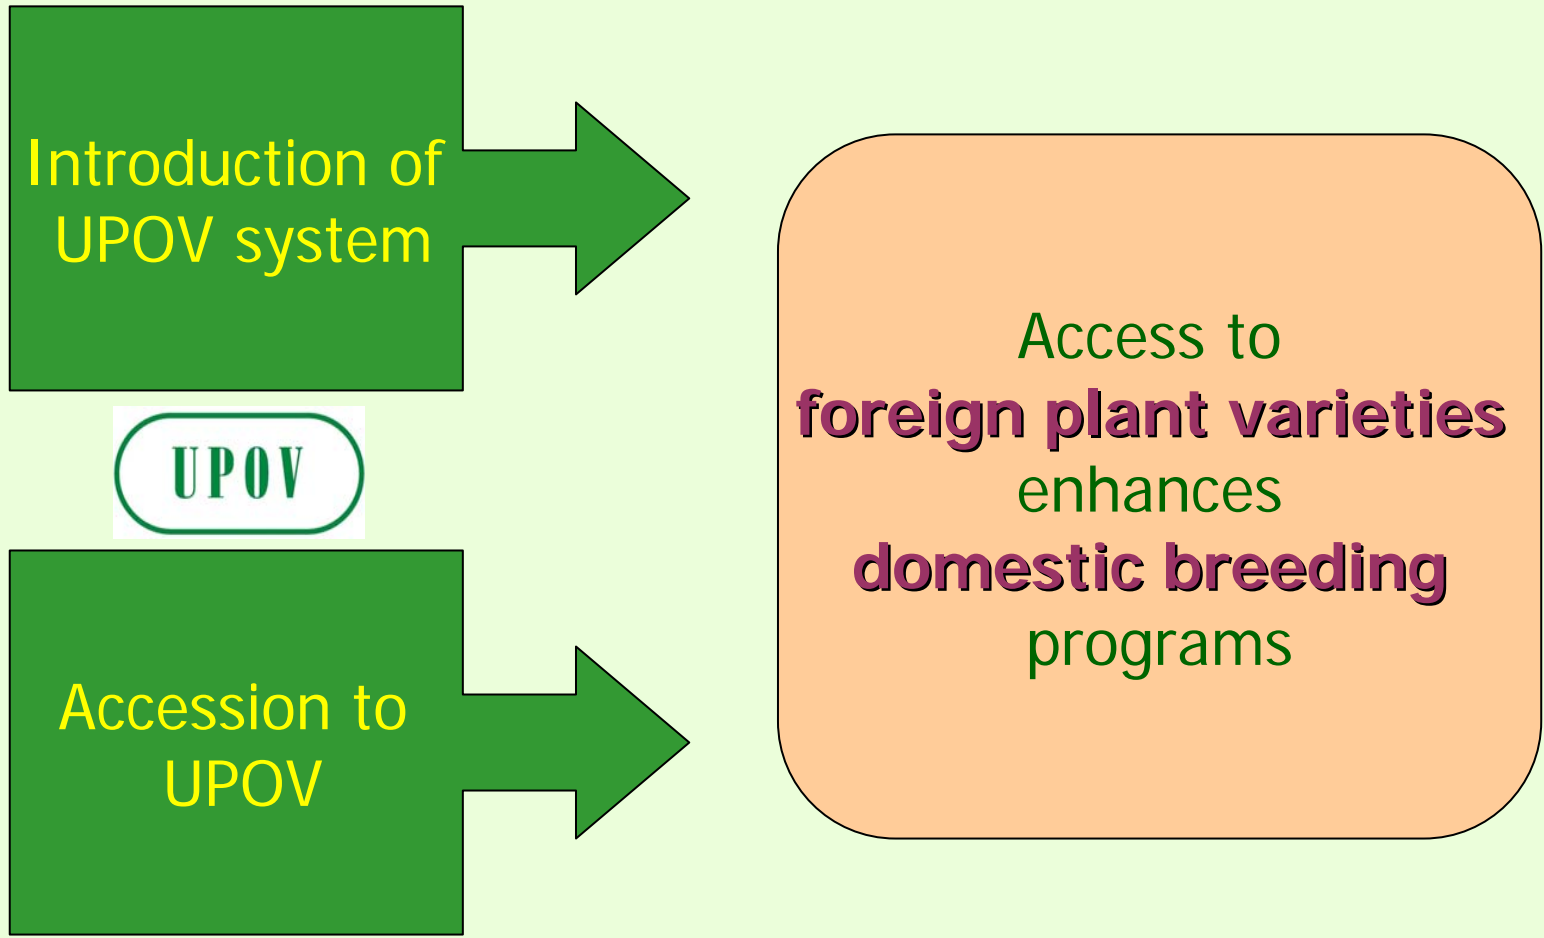 Introduction of
UPOV system
UPOV
Accession to
UPOV
Access to
foreign plant varieties
enhances
domestic breeding
programs